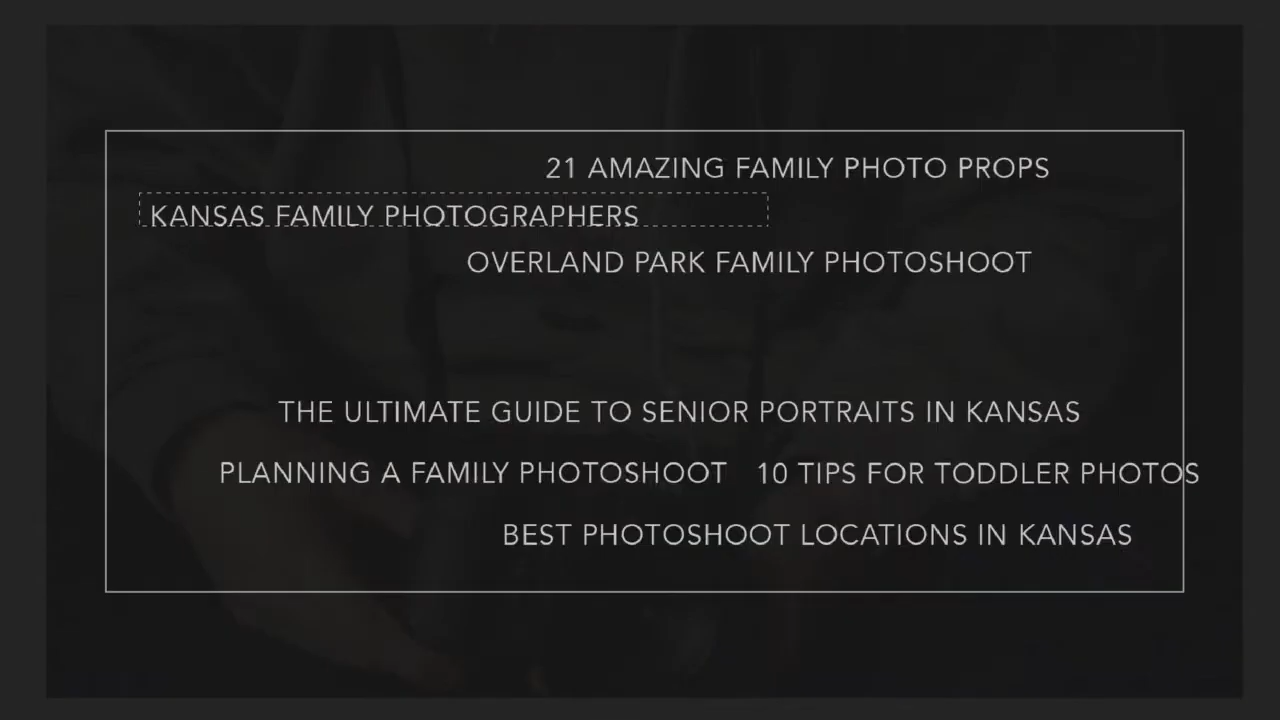 21 AMAZING FAMILY PHOTO PROPS
KANSAS FAMILY PHOTOGRAPHERS
OVERLAND PARK FAMILY PHOTOSHOOT
THE ULTIMATE GUIDE TO SENIOR PORTRAITS IN KANSAS
PLANNING A FAMILY PHOTOSHOOT
10 TIPS FOR TODDLER PHOTOS
BEST PHOTOSHOOT LOCATIONS IN KANSAS